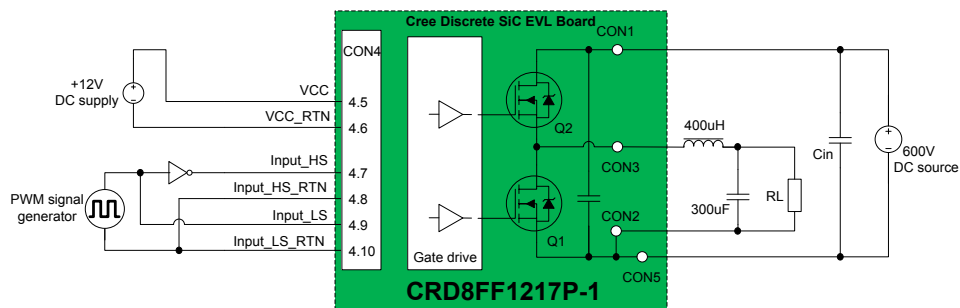 Cree Discrete SiC EVL Board
CON1
CON4
+12V
DC supply
VCC
4.5
VCC_RTN
4.6
Q2
400uH
CON3
Cin
600V
DC source
Input_HS
4.7
PWM signal
generator
Input_HS_RTN
4.8
Input_LS
4.9
Input_LS_RTN
4.10
CON2
300uF
RL
Q1
Gate drive
CON5
CRD8FF1217P-1